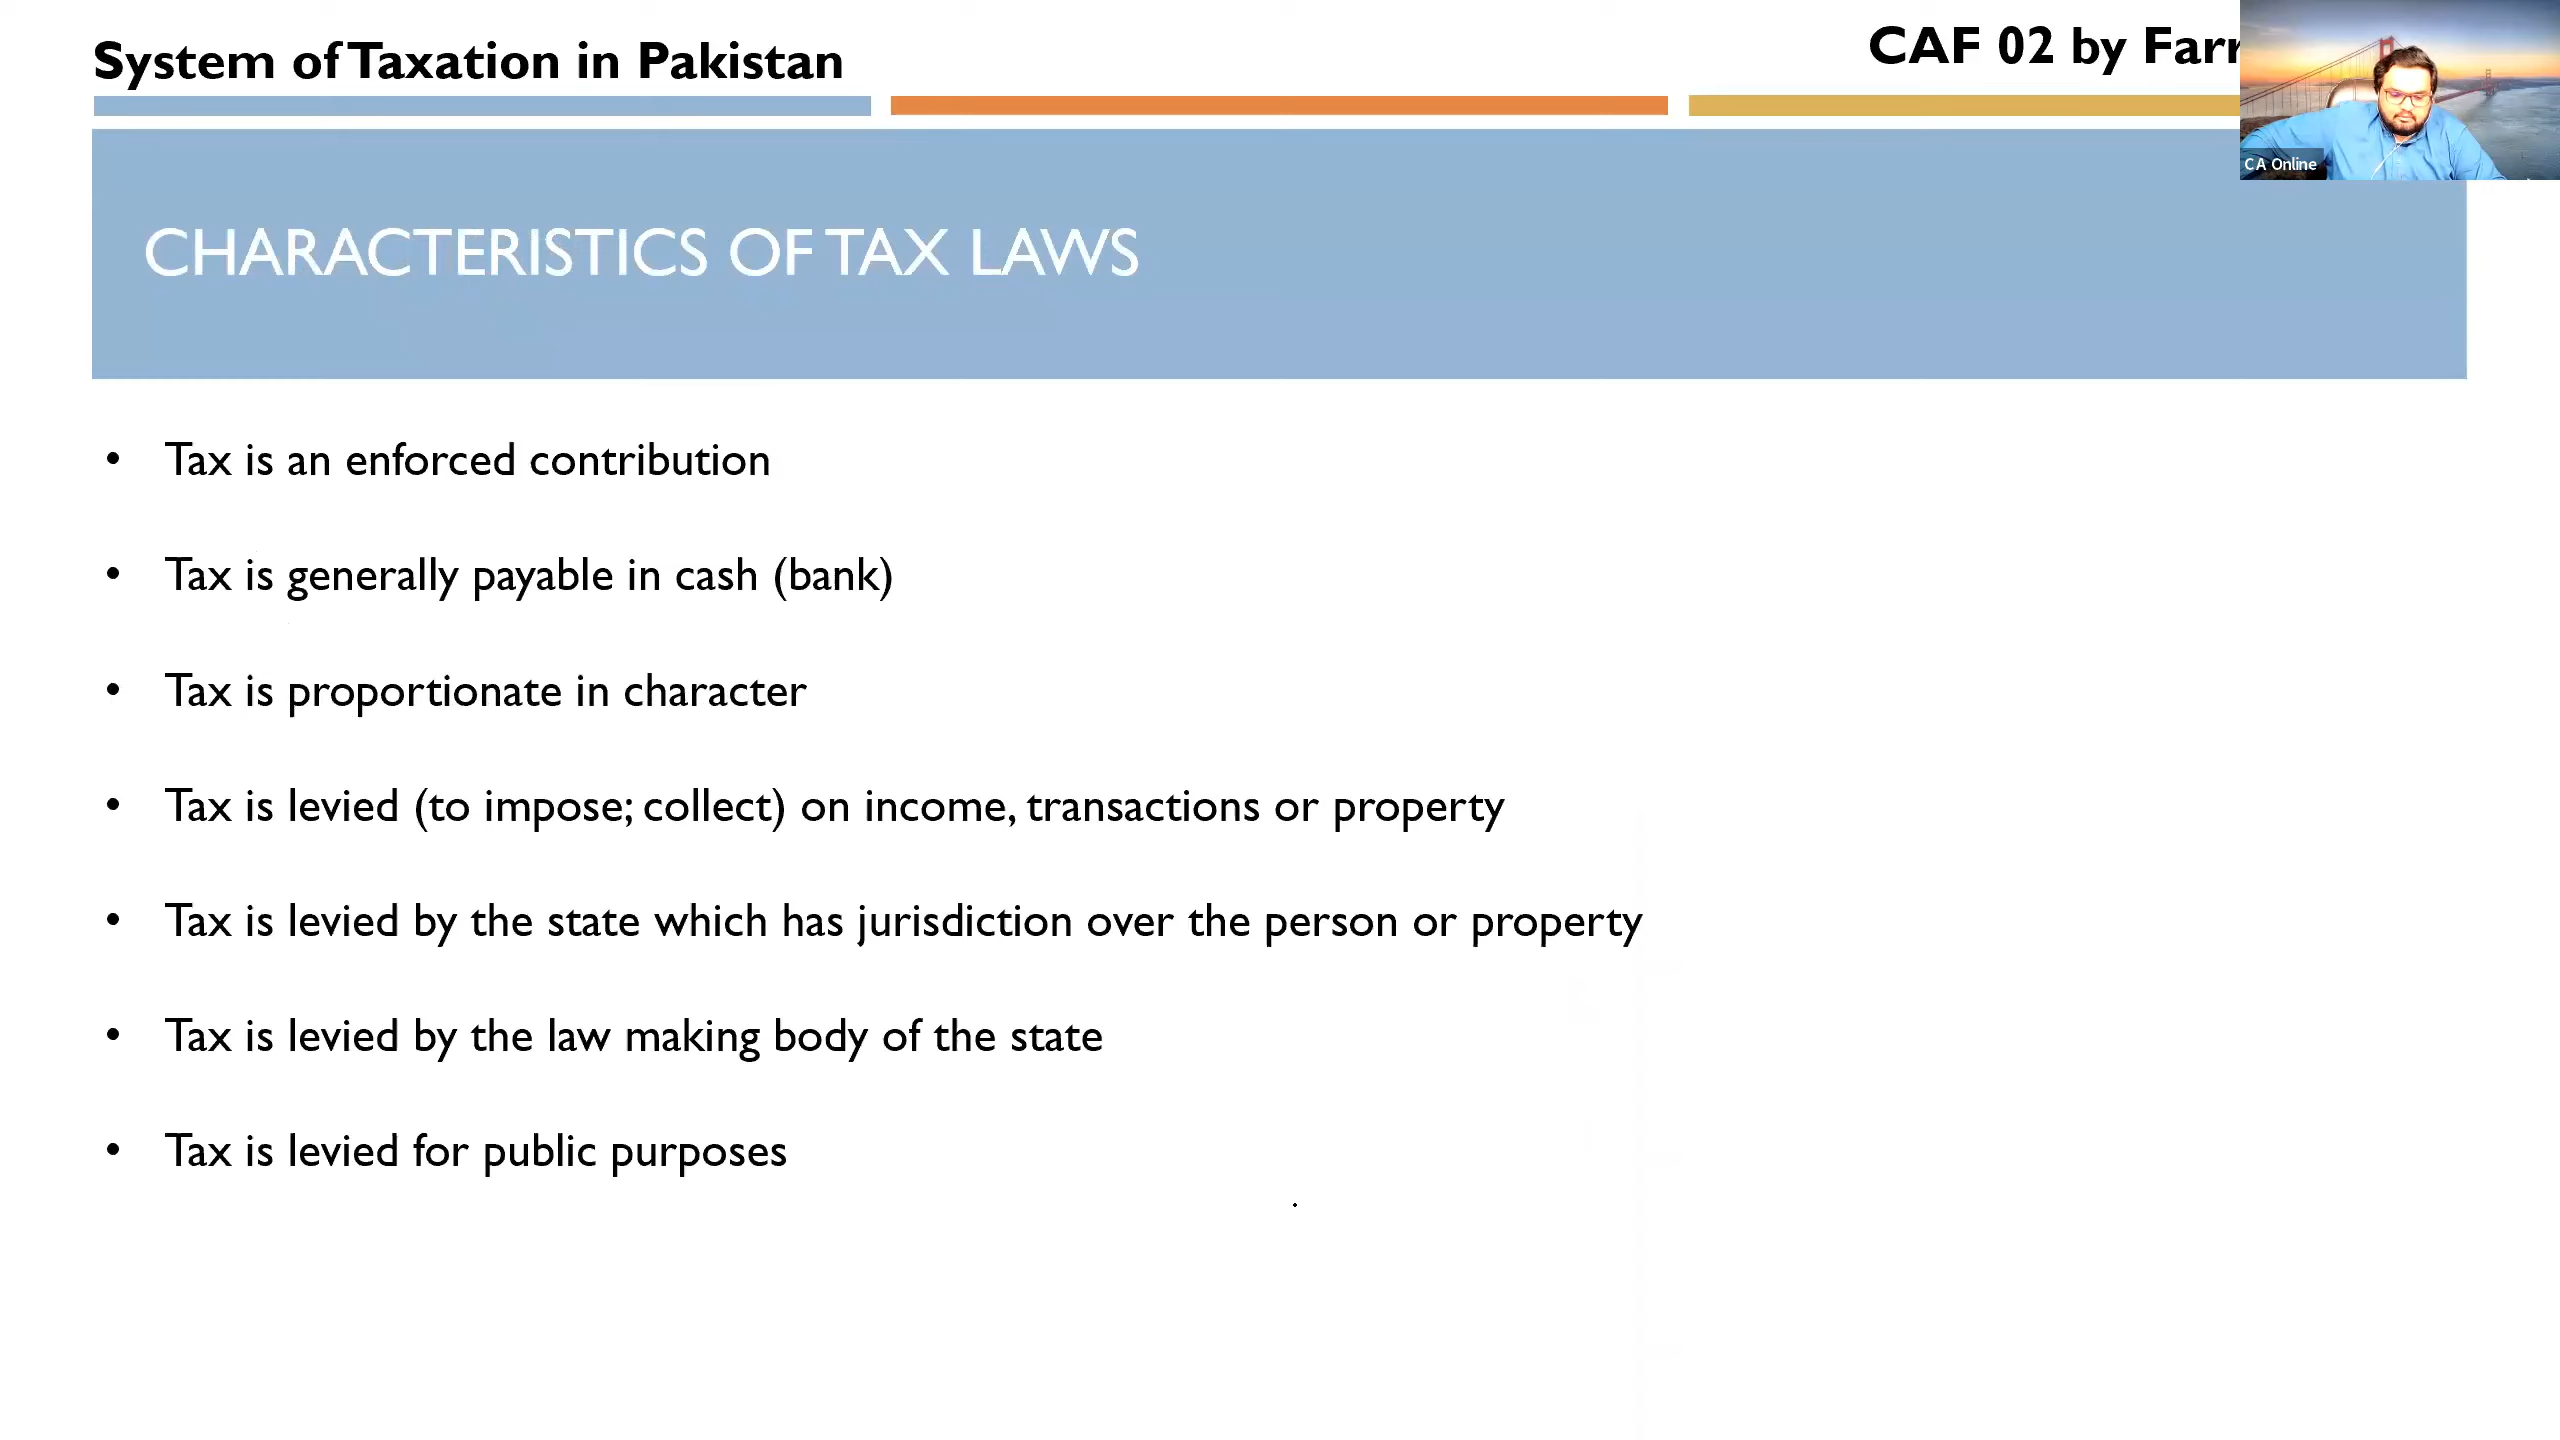 System of Taxation in Pakistan
CAF 02 by Farr
CA Online
CHARACTERISTICS OF TAX LAWS
• Tax is an enforced contribution
• Tax is generally payable in cash (bank)
• Tax is proportionate in character
• Tax is levied (to impose; collect) on income, transactions or property
• Tax is levied by the state which has jurisdiction over the person or property
• Tax is levied by the law making body of the state
• Tax is levied for public purposes